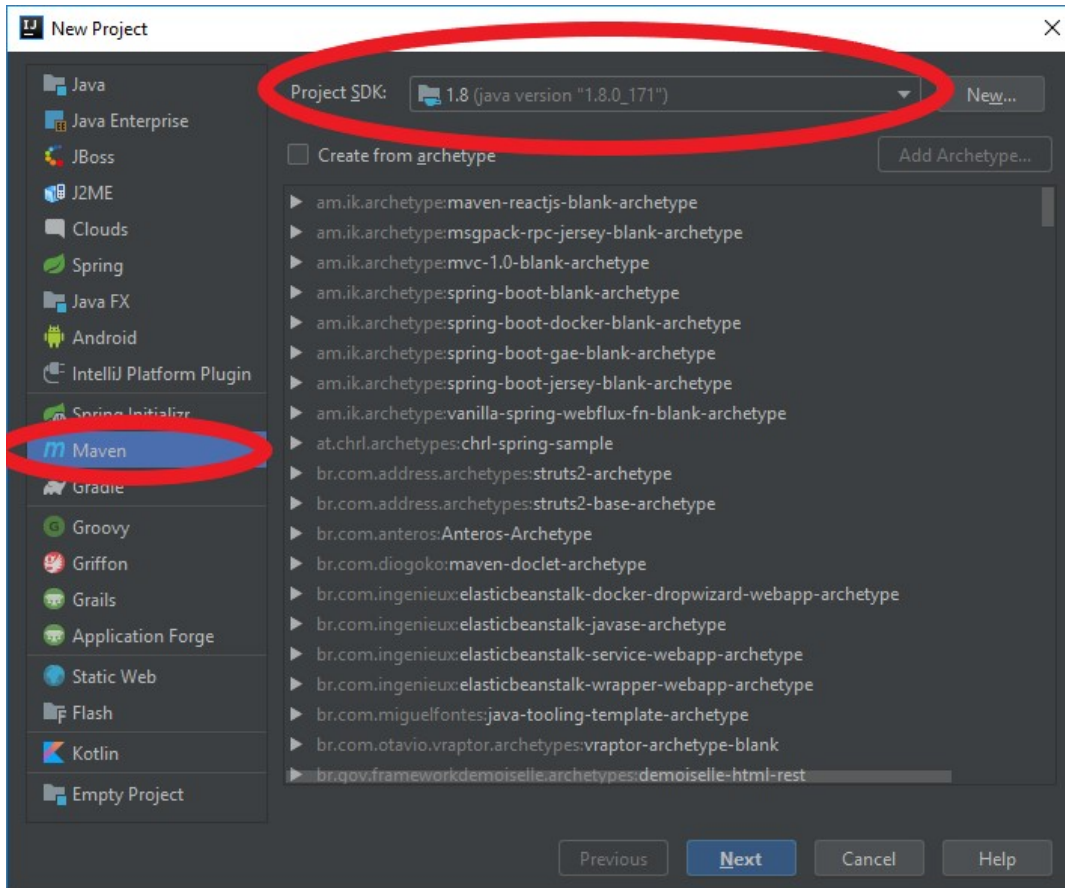 New Project
Java
Java Enterprise
JBoss
J2ME
Clouds
Spring
Java FX
Android
IntelliJ Platform Plugin
Spring Initializr
Maven
Gradle
Groovy
Griffon
Grails
Application Forge
Static Web
Flash
Kotlin
Empty Project
Project SDK: 1.8 (java version "1.8.0_171") New...
Create from archetype Add Archetype...
am.ik.archetype:maven-reactjs-blank-archetype
am.ik.archetype:msgpack-rpc-jersey-blank-archetype
am.ik.archetype:mvc-1.0-blank-archetype
am.ik.archetype:spring-boot-blank-archetype
am.ik.archetype:spring-boot-docker-blank-archetype
am.ik.archetype:spring-boot-gae-blank-archetype
am.ik.archetype:spring-boot-jersey-blank-archetype
am.ik.archetype:vanilla-spring-webflux-fn-blank-archetype
at.chrl.archetypes:chrl-spring-sample
br.com.address.archetypes:struts2-archetype
br.com.address.archetypes:struts2-base-archetype
br.com.anteros:Anteros-Archetype
br.com.diogoko:maven-doclet-archetype
br.com.ingenieux:elasticbeanstalk-docker-dropwizard-webapp-archetype
br.com.ingenieux:elasticbeanstalk-javase-archetype
br.com.ingenieux:elasticbeanstalk-service-webapp-archetype
br.com.ingenieux:elasticbeanstalk-wrapper-webapp-archetype
br.com.miguelfontes:java-tooling-template-archetype
br.com.otavio.vraptor.archetypes:vraptor-archetype-blank
br.gov.frameworkdemoiselle.archetypes:demoiselle-html-rest
Previous Next Cancel Help